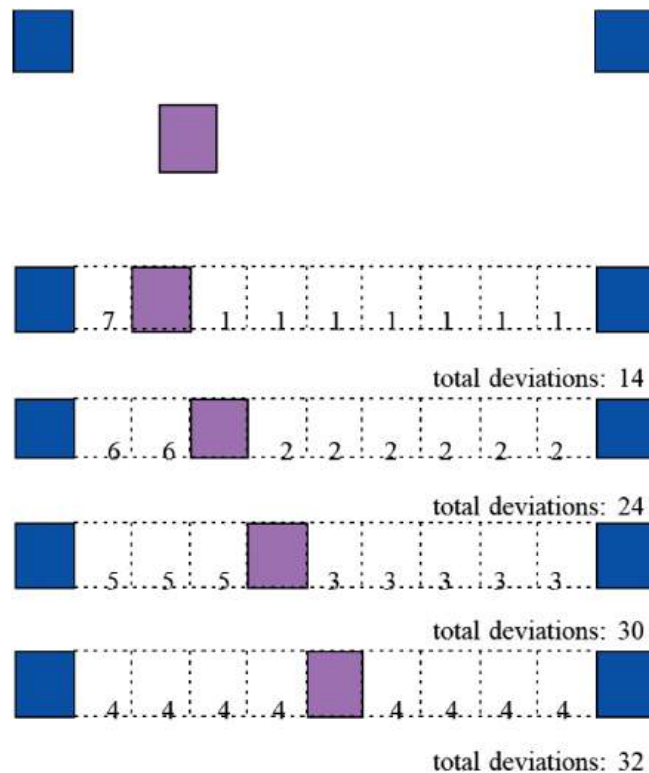 7 1 1 1 1 1 1 1
total deviations: 14
6 6 2 2 2 2 2 2
total deviations: 24
5 5 5 3 3 3 3 3
total deviations: 30
4 4 4 4 4 4 4 4
total deviations: 32